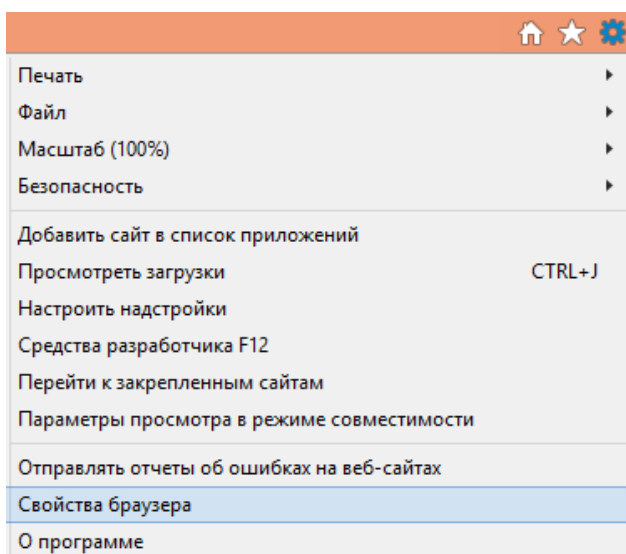 Печать
Файл
Масштаб (100%)
Безопасность
Добавить сайт в список приложений
Просмотреть загрузки CTRL+J
Настроить надстройки
Средства разработчика F12
Перейти к закрепленным сайтам
Параметры просмотра в режиме совместимости
Отправлять отчеты об ошибках на веб-сайтах
Свойства браузера
О программе